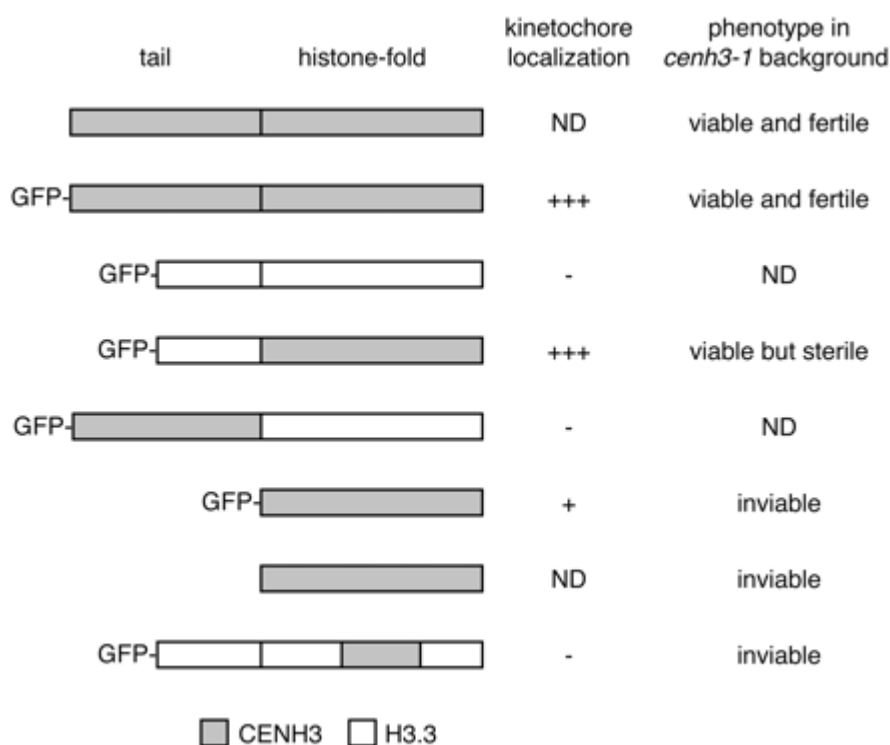 tail histone-fold kinetochore localization phenotype in cenh3-1 background
ND viable and fertile
GFP- +++ viable and fertile
GFP- - ND
GFP- +++ viable but sterile
GFP- - ND
GFP- + inviable
ND inviable
GFP- - inviable
CENH3 H3.3